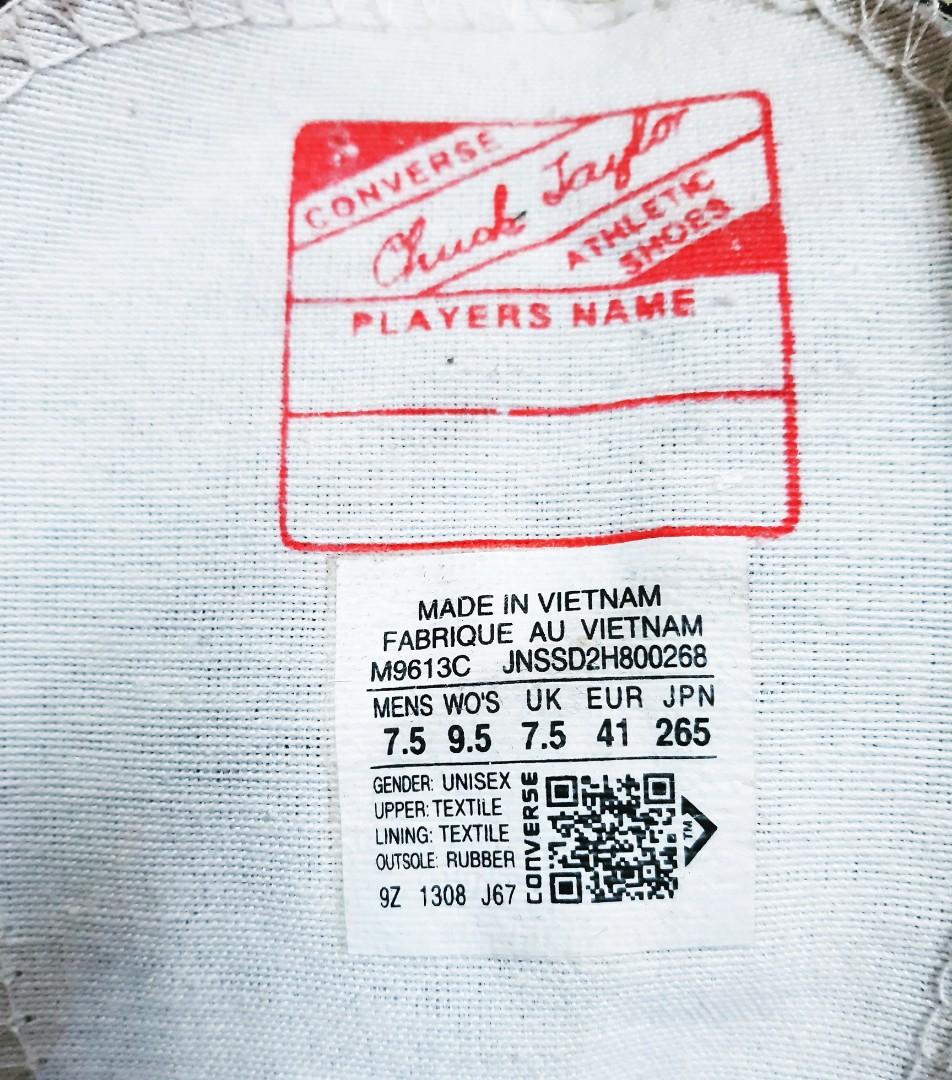 CONVERSE
Chuck Taylor
ATHLETIC
SHOES
PLAYERS NAME
MADE IN VIETNAM
FABRIQUE AU VIETNAM
M9613C JNSSD2H800268
MENS WO'S UK EUR JPN
7.5 9.5 7.5 41 265
GENDER: UNISEX
UPPER: TEXTILE
LINING: TEXTILE
OUTSOLE: RUBBER
9Z 1308 J67
CONVERSE
TM